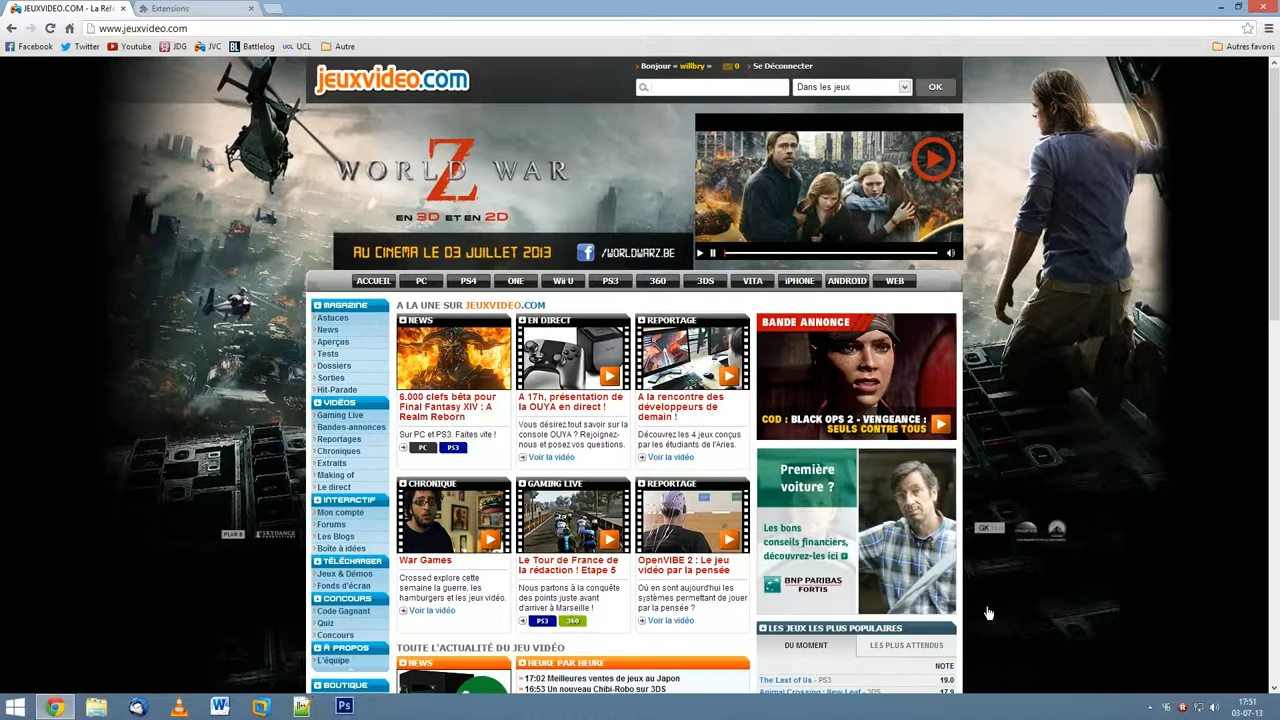 JEUXVIDEO.COM - La Réfé
Extensions
www.jeuxvideo.com
Facebook Twitter Youtube JDG JVC Battlelog UCL UCL Autre Autres favoris
jeuxvideo.com
Bonjour « willbry » 0 Se Déconnecter
Dans les jeux OK
WORLD WAR Z
EN 3D ET EN 2D
AU CINEMA LE 03 JUILLET 2013 f /WORLDWARZ.BE
ACCUEIL PC PS4 ONE Wii U PS3 360 3DS VITA iPHONE ANDROID WEB
MAGAZINE
Astuces
News
Aperçus
Tests
Dossiers
Sorties
Hit-Parade
VIDÉOS
Gaming Live
Bandes-annonces
Reportages
Chroniques
Extraits
Making of
Le direct
INTERACTIF
Mon compte
Forums
Les Blogs
Boîte à idées
TÉLÉCHARGER
Jeux & Démos
Fonds d'écran
CONCOURS
Code Gagnant
Quiz
Concours
À PROPOS
L'équipe
BOUTIQUE
A LA UNE SUR JEUXVIDEO.COM
NEWS
6.000 clefs bêta pour
Final Fantasy XIV : A
Realm Reborn
Sur PC et PS3. Faites vite !
PC PS3
EN DIRECT
A 17h, présentation de
la OUYA en direct !
Vous désirez tout savoir sur la
console OUYA ? Rejoignez-
nous et posez vos questions.
Voir la vidéo
REPORTAGE
A la rencontre des
développeurs de
demain !
Découvrez les 4 jeux conçus
par les étudiants de l'Aries.
Voir la vidéo
CHRONIQUE
War Games
Crossed explore cette
semaine la guerre, les
hamburgers et les jeux vidéo.
Voir la vidéo
GAMING LIVE
Le Tour de France de
la rédaction ! Etape 5
Nous partons à la conquête
des points juste avant
d'arriver à Marseille !
PS3 360
REPORTAGE
OpenVIBE 2 : Le jeu
vidéo par la pensée
Où en sont aujourd'hui les
systèmes permettant de jouer
par la pensée ?
Voir la vidéo
BANDE ANNONCE
COD : BLACK OPS 2 - VENGEANCE :
SEULS CONTRE TOUS
Première
voiture ?
Les bons
conseils financiers,
découvrez-les ici
BNP PARIBAS
FORTIS
LES JEUX LES PLUS POPULAIRES
DU MOMENT LES PLUS ATTENDUS
NOTE
The Last of Us - PS3 19.0
Animal Crossing : New Leaf - 3DS 17.9
TOUTE L'ACTUALITÉ DU JEU VIDÉO
NEWS
HEURE PAR HEURE
17:02 Meilleures ventes de jeux au Japon
16:53 Un nouveau Chibi-Robo sur 3DS
PLAN B
SKYDANCE
GK
17:51
03-07-13